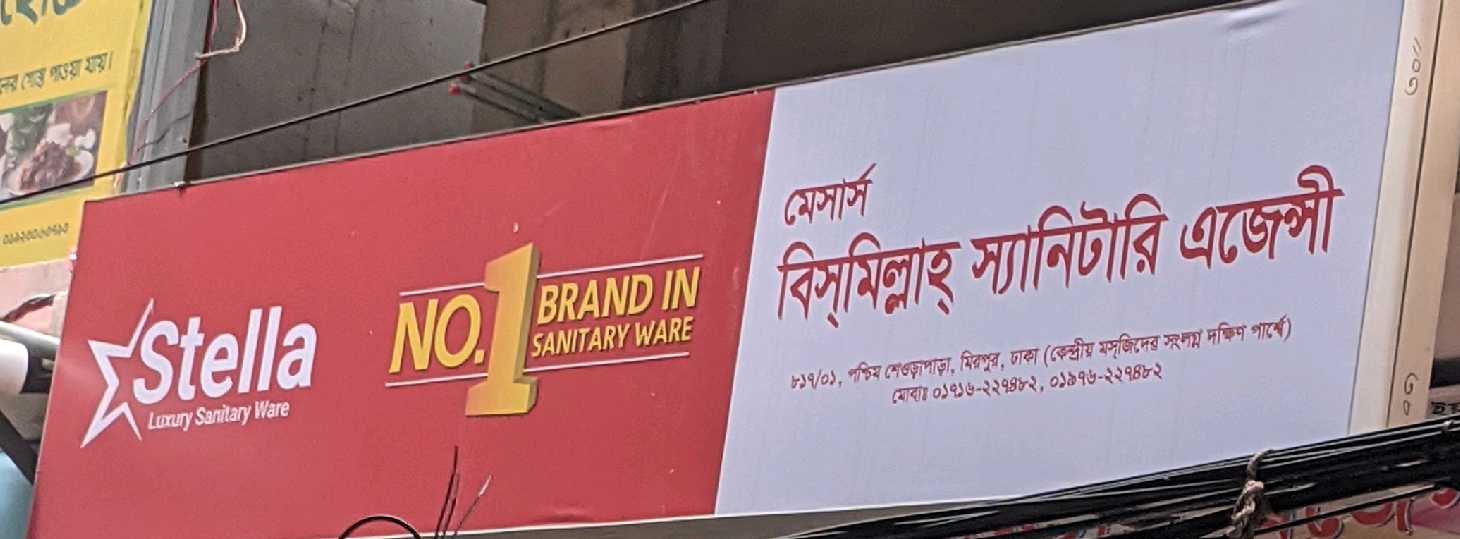 গোস্ত পাওয়া যায়।
Stella
Luxury Sanitary Ware
NO.1 BRAND IN
SANITARY WARE
মেসার্স
বিস্‌মিল্লাহ্ স্যানিটারি এজেন্সী
৮১৭/০১, পশ্চিম শেওড়াপাড়া, মিরপুর, ঢাকা (কেন্দ্রীয় মসজিদের সংলগ্ন দক্ষিণ পার্শ্বে)
মোবাঃ ০১৭১৬-২২৭৪৮২, ০১৯৭৬-২২৭৪৮২